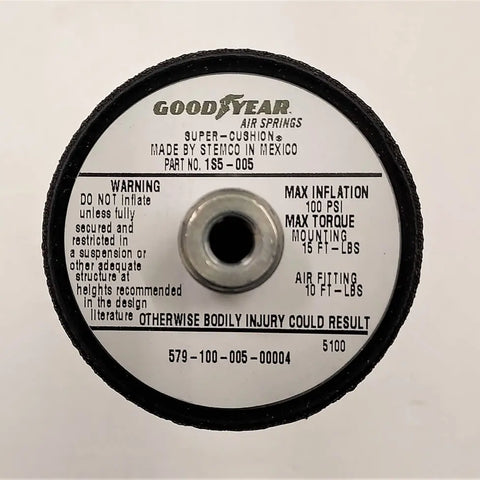 GOODYEAR
AIR SPRINGS
SUPER-CUSHION®
MADE BY STEMCO IN MEXICO
PART NO. 1S5-005
WARNING
DO NOT inflate
unless fully
secured and
restricted in
a suspension or
other adequate
structure at
heights recommended
in the design
literature
MAX INFLATION
100 PSI
MAX TORQUE
MOUNTING
15 FT-LBS
AIR FITTING
10 FT-LBS
OTHERWISE BODILY INJURY COULD RESULT
5100
579-100-005-00004